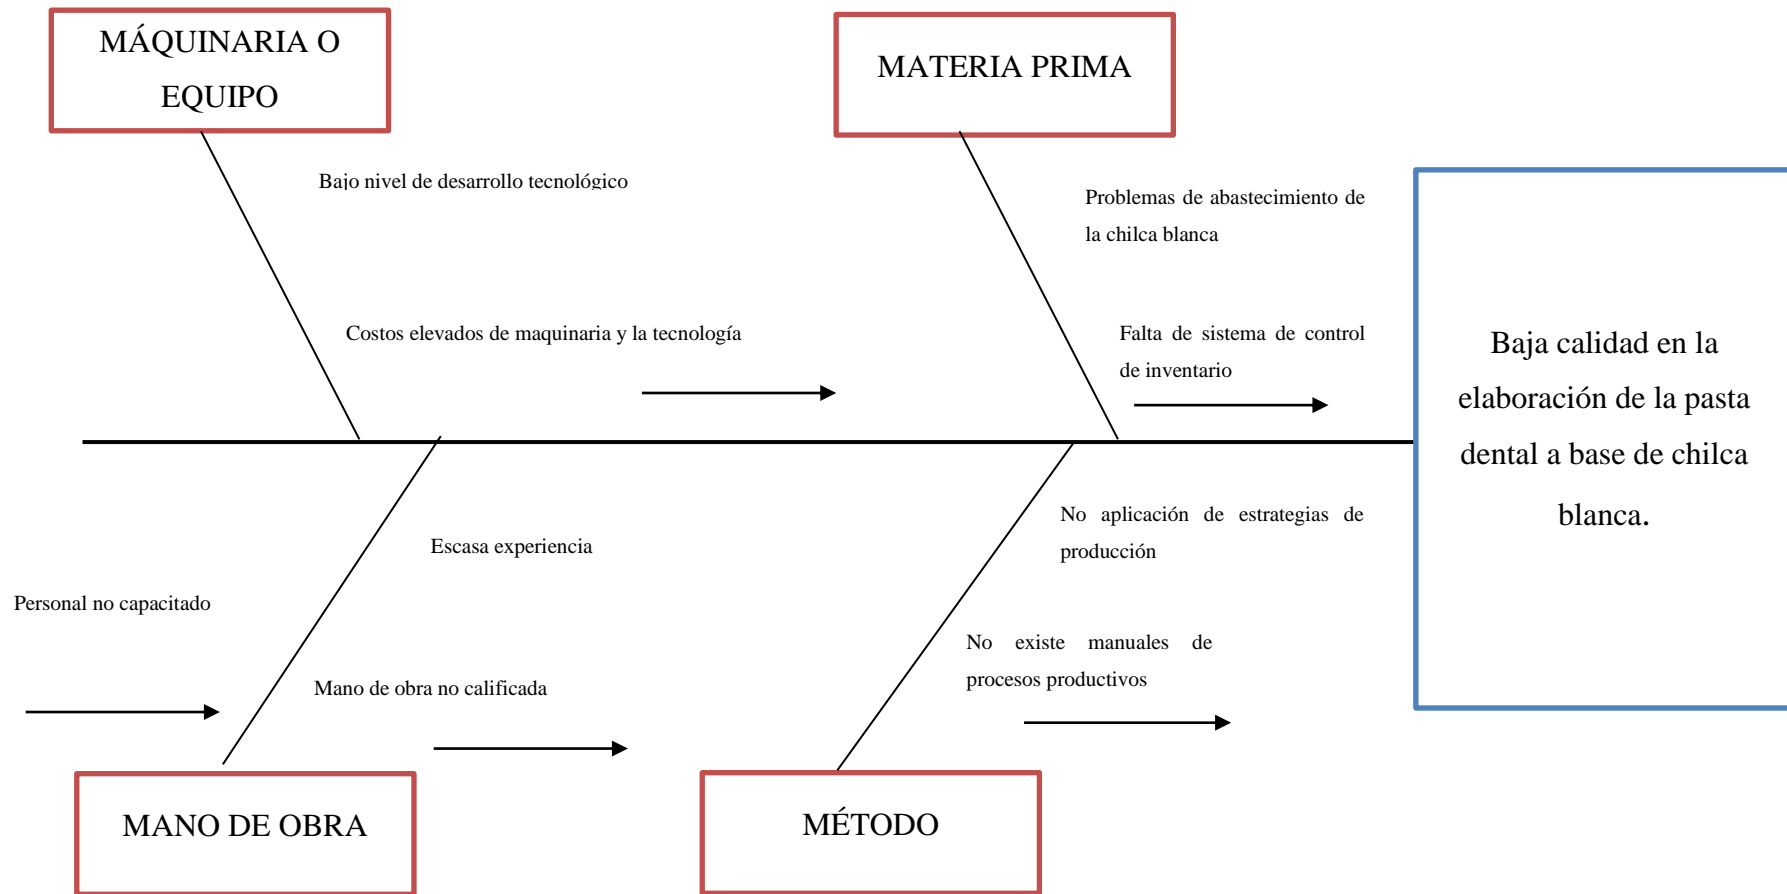 MÁQUINARIA O
EQUIPO
MATERIA PRIMA
Bajo nivel de desarrollo tecnológico
Problemas de abastecimiento de
la chilca blanca
Costos elevados de maquinaria y la tecnología
Falta de sistema de control
de inventario
Baja calidad en la
elaboración de la pasta
dental a base de chilca
blanca.
Escasa experiencia
No aplicación de estrategias de
producción
Personal no capacitado
No existe manuales de
procesos productivos
Mano de obra no calificada
MANO DE OBRA
MÉTODO